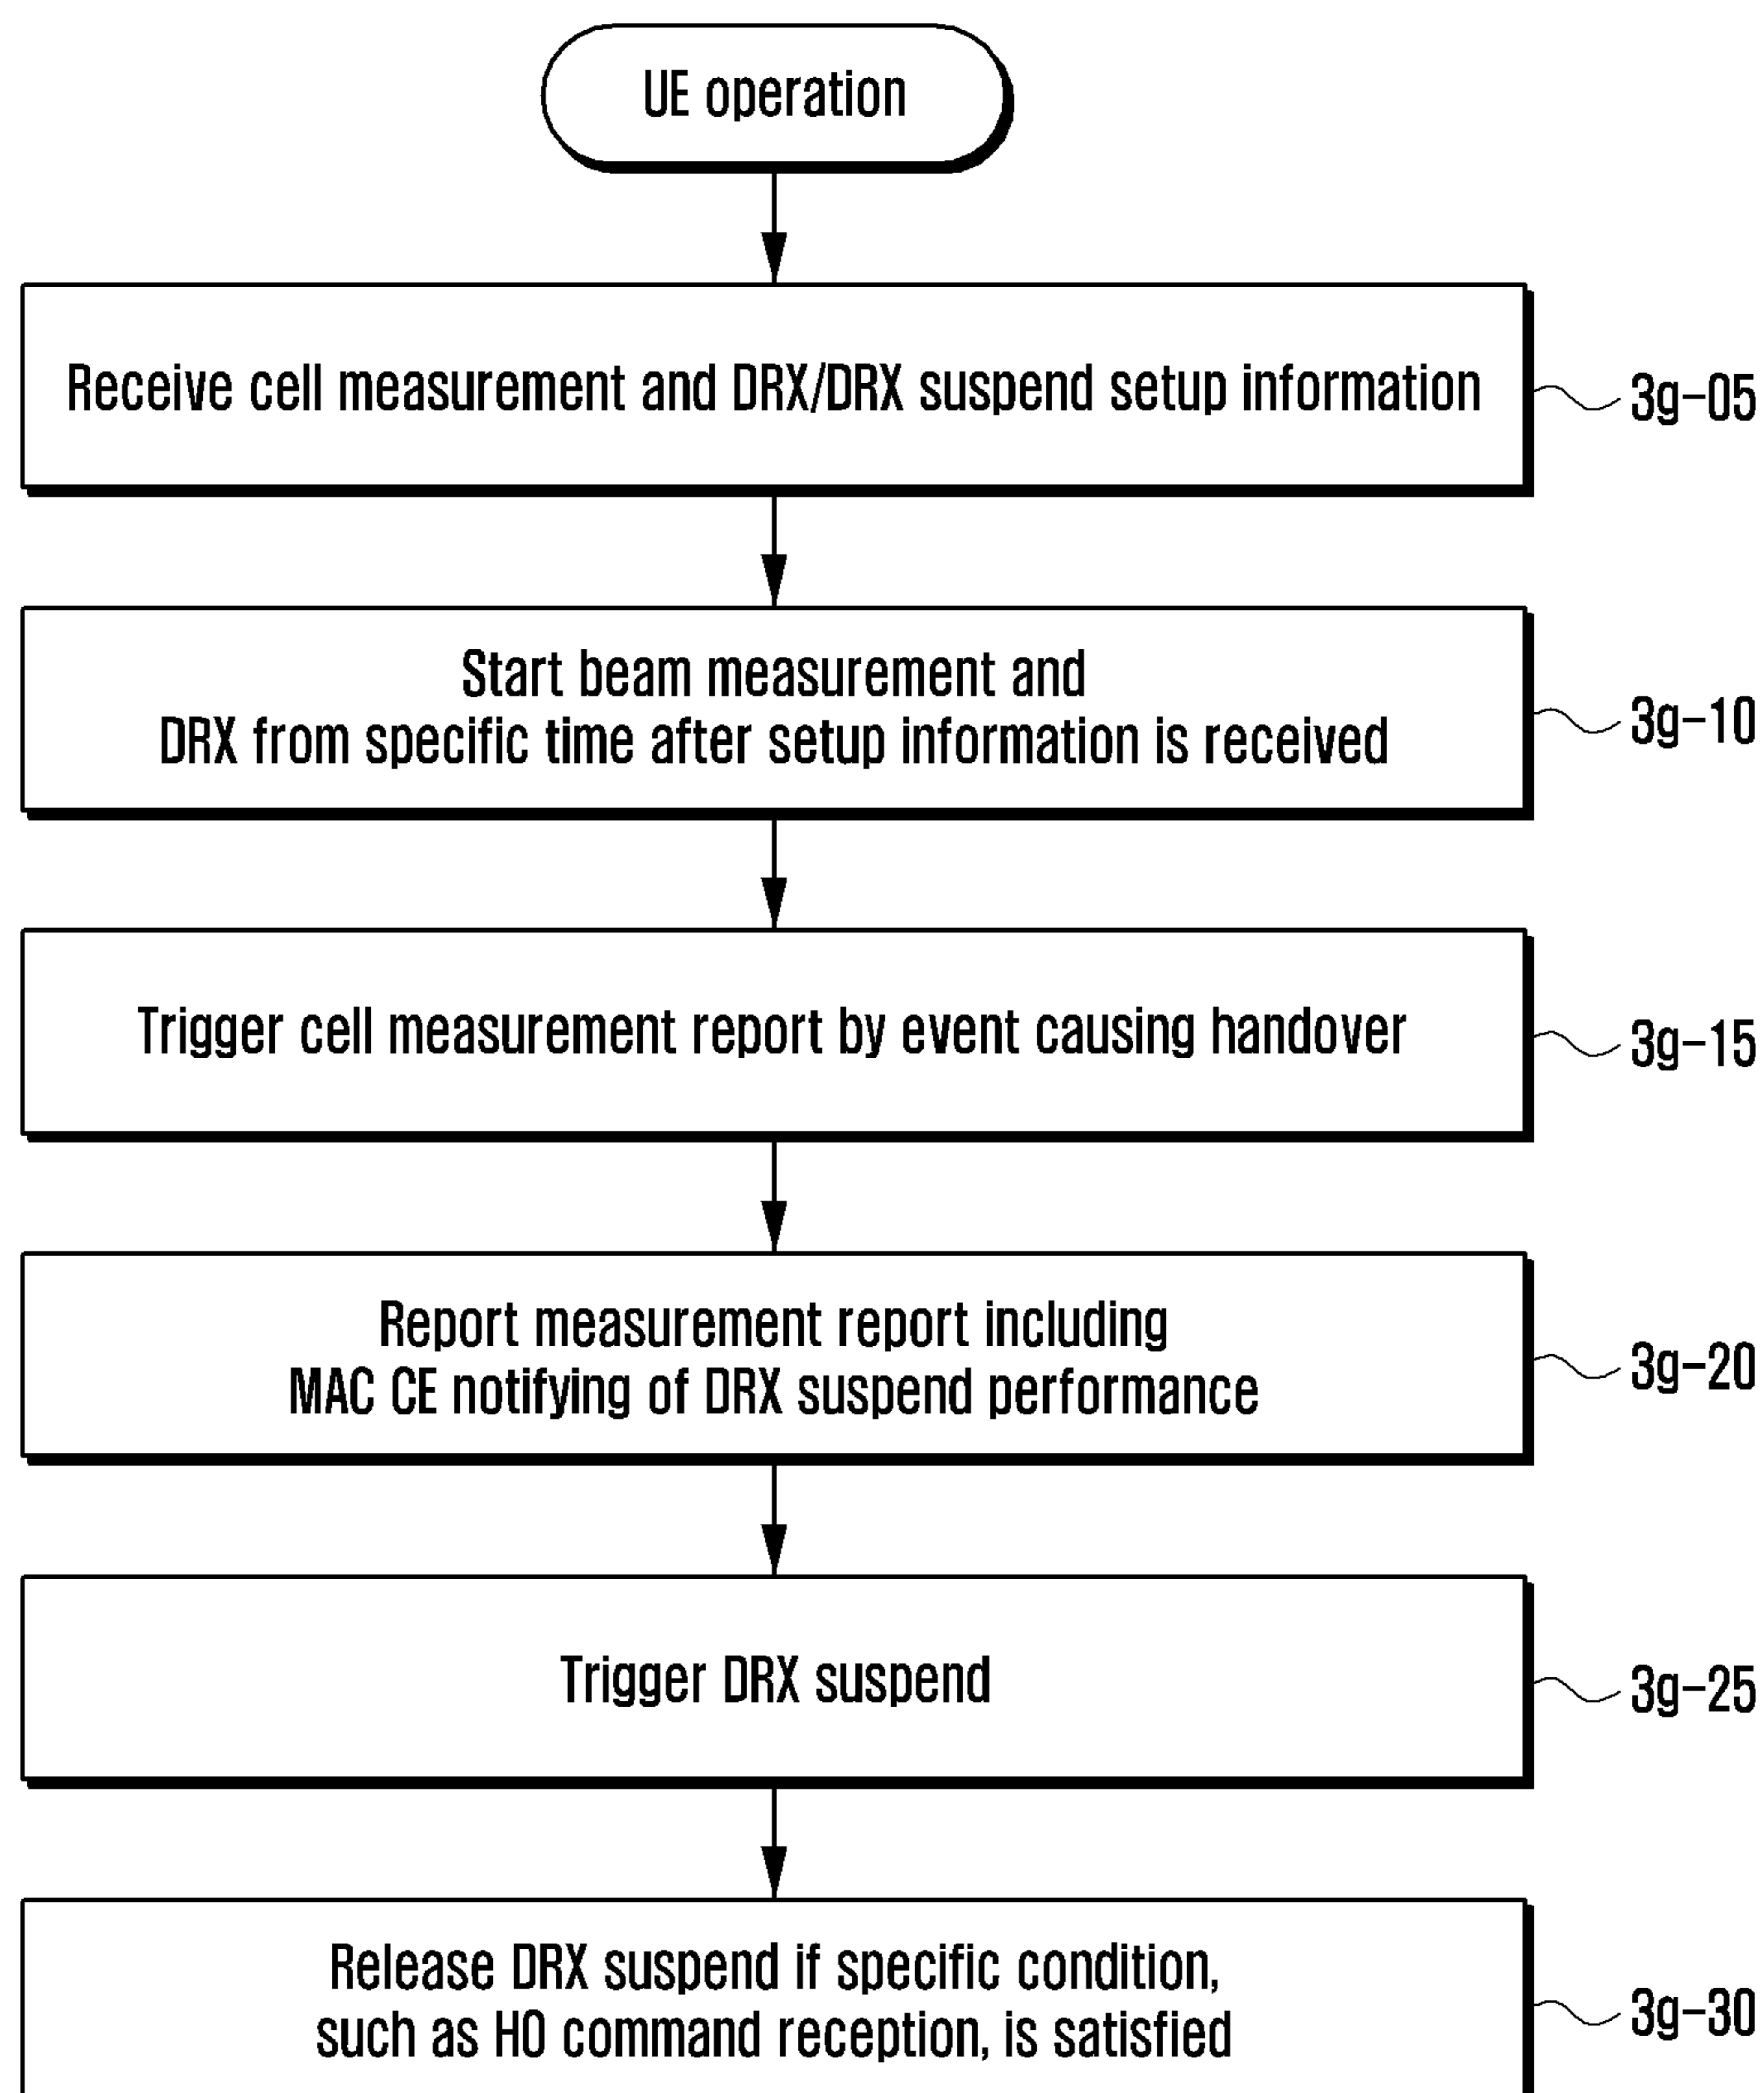 UE operation
Receive cell measurement and DRX/DRX suspend setup information
3g-05
Start beam measurement and
DRX from specific time after setup information is received
3g-10
Trigger cell measurement report by event causing handover
3g-15
Report measurement report including
MAC CE notifying of DRX suspend performance
3g-20
Trigger DRX suspend
3g-25
Release DRX suspend if specific condition,
such as HO command reception, is satisfied
3g-30